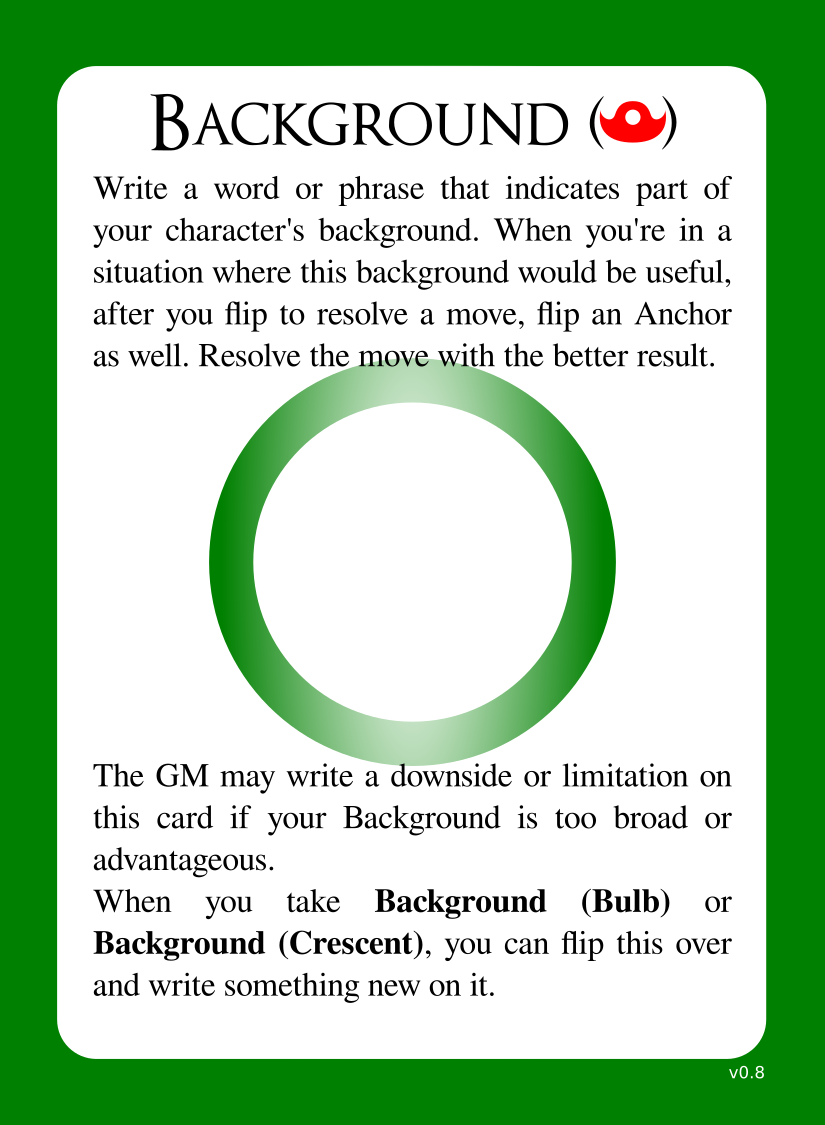 Background ()
Write a word or phrase that indicates part of
your character's background. When you're in a
situation where this background would be useful,
after you flip to resolve a move, flip an Anchor
as well. Resolve the move with the better result.
The GM may write a downside or limitation on
this card if your Background is too broad or
advantageous.
When you take Background (Bulb) or
Background (Crescent), you can flip this over
and write something new on it.
v0.8